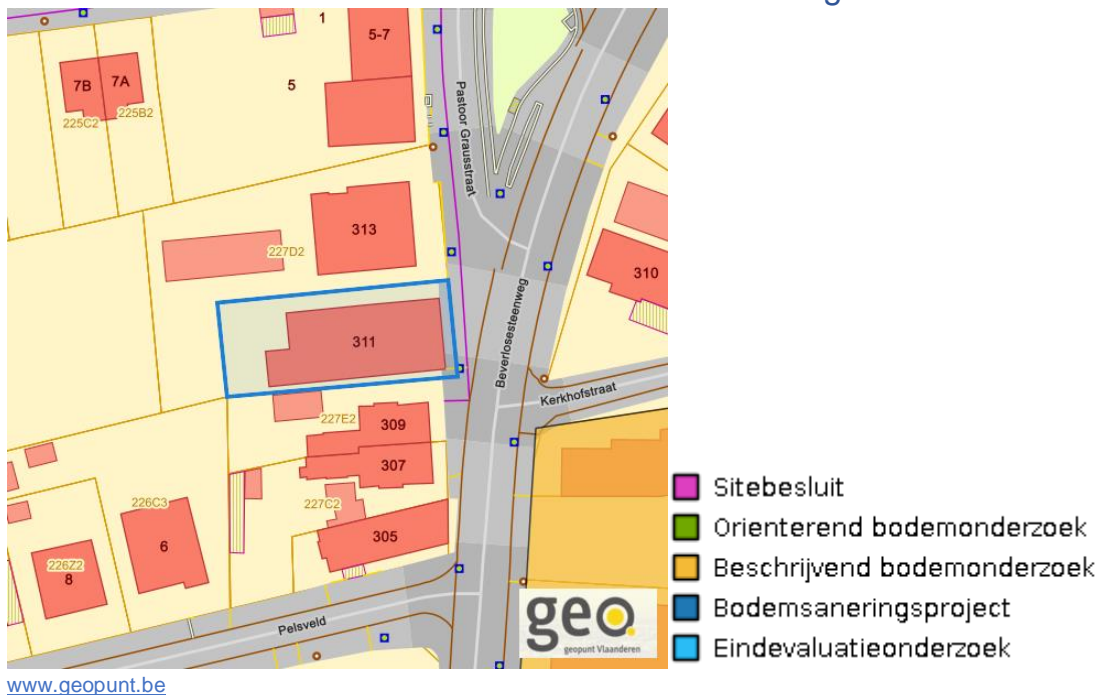 1
5-7
5
7B
7A
225C2
225B2
Pastoor Grausstraat
313
227D2
310
311
Beverlosesteenweg
Kerkhofstraat
227E2
309
307
227C2
305
226C3
6
226Z2
8
Pelsveld
geo
geopunt Vlaanderen
Sitebesluit
Orienterend bodemonderzoek
Beschrijvend bodemonderzoek
Bodemsaneringsproject
Eindevaluatieonderzoek
www.geopunt.be